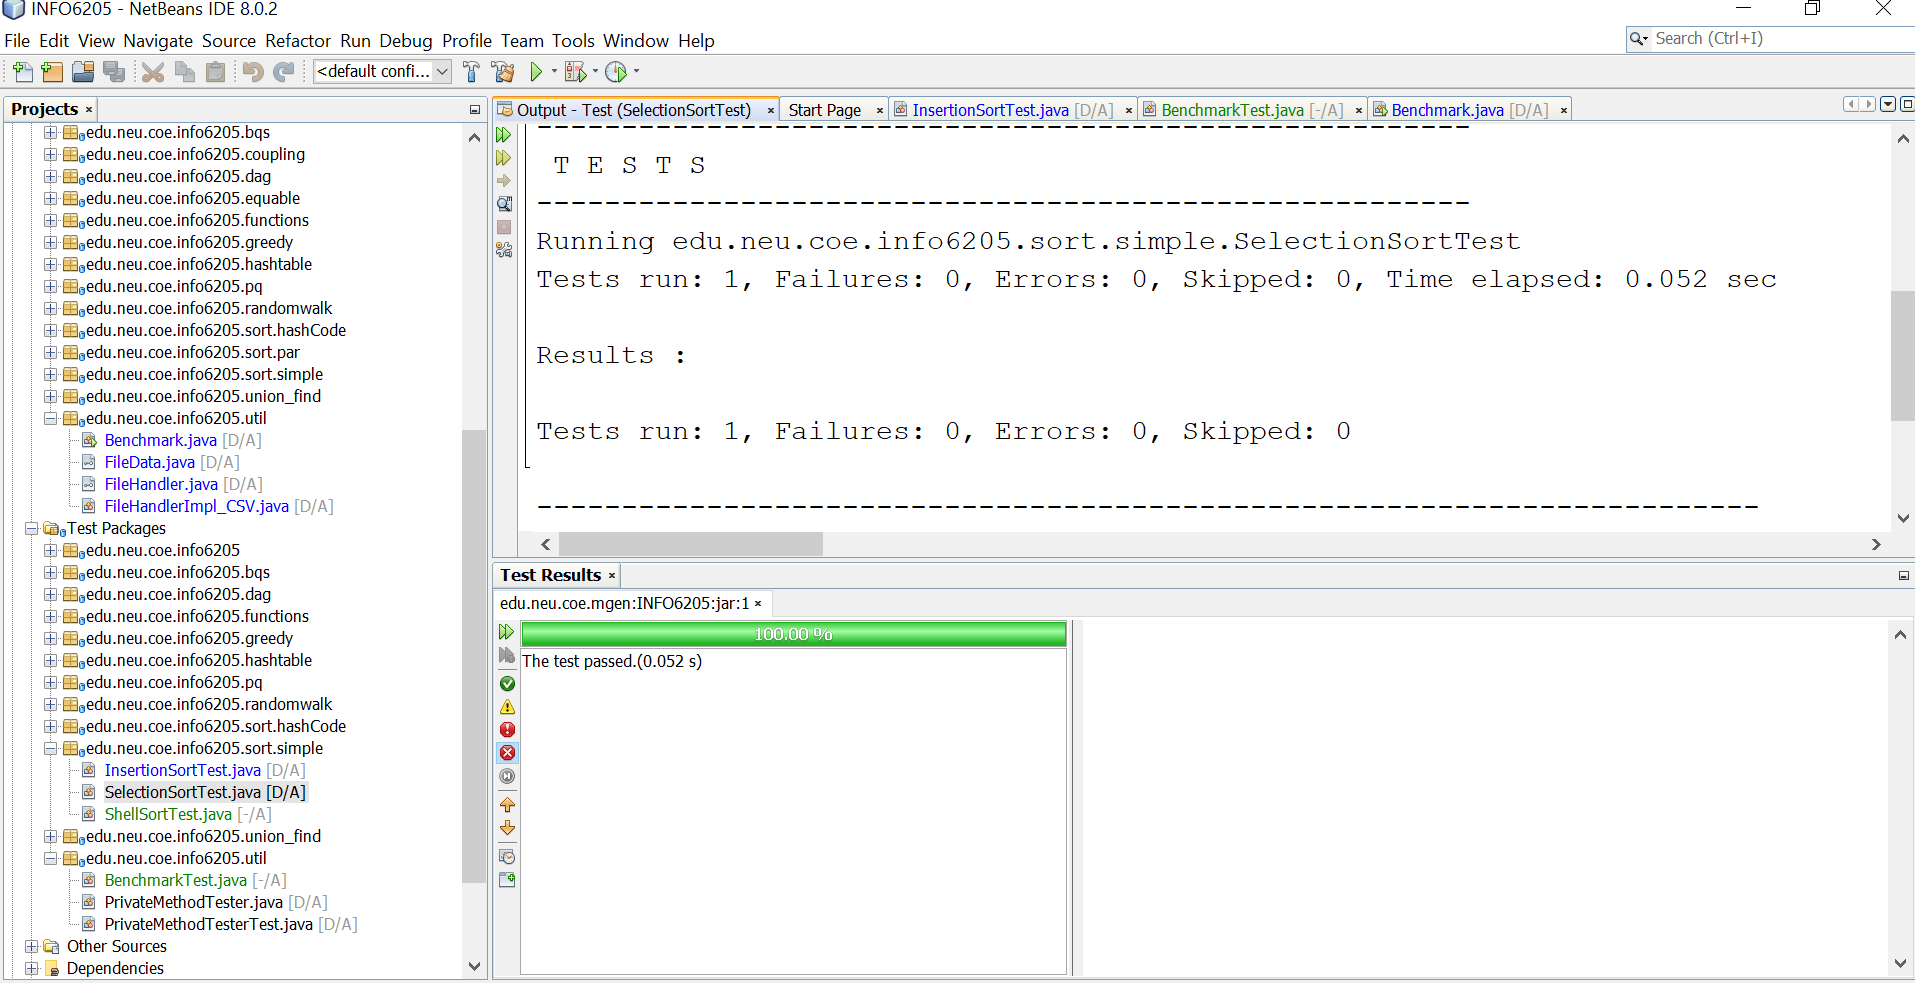 INFO6205 - NetBeans IDE 8.0.2
File Edit View Navigate Source Refactor Run Debug Profile Team Tools Window Help
Search (Ctrl+I)
<default confi...
Projects
edu.neu.coe.info6205.bqs
edu.neu.coe.info6205.coupling
edu.neu.coe.info6205.dag
edu.neu.coe.info6205.equable
edu.neu.coe.info6205.functions
edu.neu.coe.info6205.greedy
edu.neu.coe.info6205.hashtable
edu.neu.coe.info6205.pq
edu.neu.coe.info6205.randomwalk
edu.neu.coe.info6205.sort.hashCode
edu.neu.coe.info6205.sort.par
edu.neu.coe.info6205.sort.simple
edu.neu.coe.info6205.union_find
edu.neu.coe.info6205.util
Benchmark.java [D/A]
FileData.java [D/A]
FileHandler.java [D/A]
FileHandlerImpl_CSV.java [D/A]
Test Packages
edu.neu.coe.info6205
edu.neu.coe.info6205.bqs
edu.neu.coe.info6205.dag
edu.neu.coe.info6205.functions
edu.neu.coe.info6205.greedy
edu.neu.coe.info6205.hashtable
edu.neu.coe.info6205.pq
edu.neu.coe.info6205.randomwalk
edu.neu.coe.info6205.sort.hashCode
edu.neu.coe.info6205.sort.simple
InsertionSortTest.java [D/A]
SelectionSortTest.java [D/A]
ShellSortTest.java [-/A]
edu.neu.coe.info6205.union_find
edu.neu.coe.info6205.util
BenchmarkTest.java [-/A]
PrivateMethodTester.java [D/A]
PrivateMethodTesterTest.java [D/A]
Other Sources
Dependencies
Output - Test (SelectionSortTest) Start Page InsertionSortTest.java [D/A] BenchmarkTest.java [-/A] Benchmark.java [D/A]
-------------------------------------------------------
T E S T S
-------------------------------------------------------
Running edu.neu.coe.info6205.sort.simple.SelectionSortTest
Tests run: 1, Failures: 0, Errors: 0, Skipped: 0, Time elapsed: 0.052 sec
Results :
Tests run: 1, Failures: 0, Errors: 0, Skipped: 0
------------------------------------------------------------------------
Test Results
edu.neu.coe.mgen:INFO6205:jar:1
100.00 %
The test passed.(0.052 s)